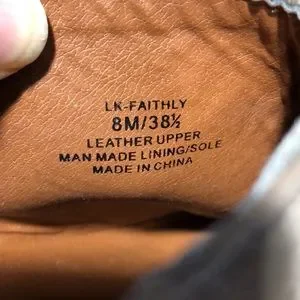 LK-FAITHLY
8M/38½
LEATHER UPPER
MAN MADE LINING/SOLE
MADE IN CHINA